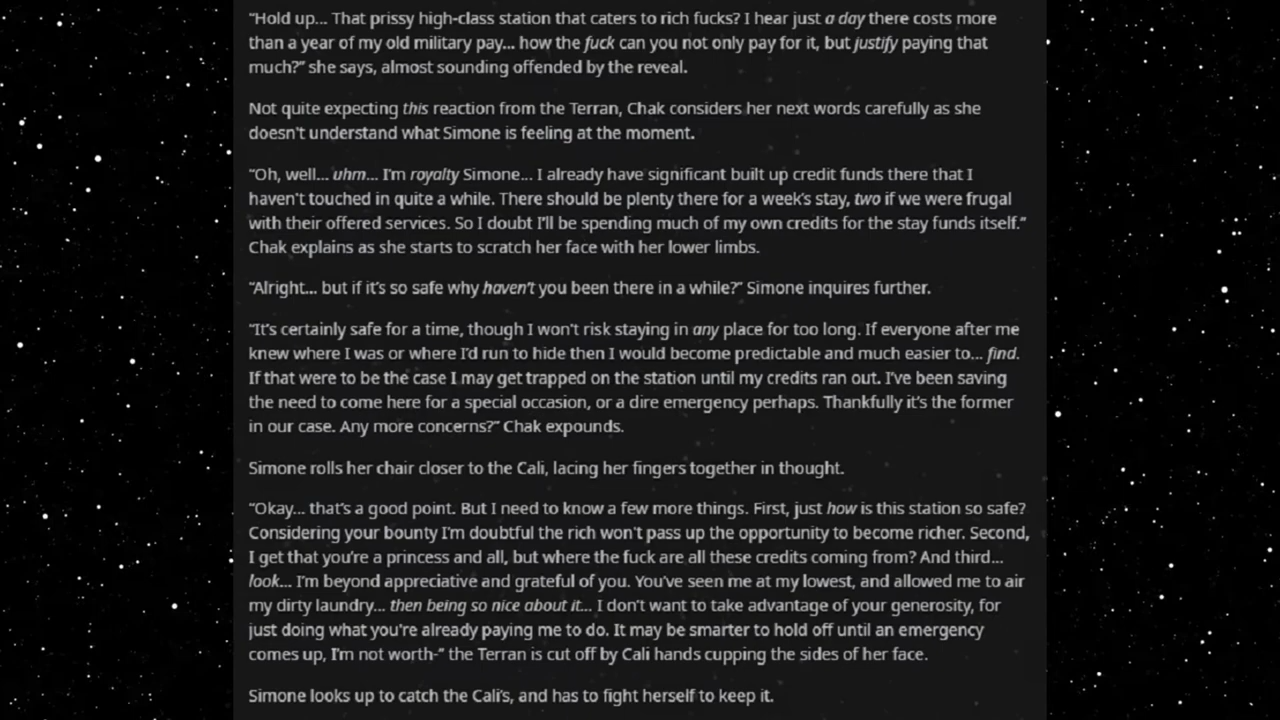 “Hold up... That prissy high-class station that caters to rich fucks? I hear just a day there costs more
than a year of my old military pay... how the fuck can you not only pay for it, but justify paying that
much?” she says, almost sounding offended by the reveal.
Not quite expecting this reaction from the Terran, Chak considers her next words carefully as she
doesn't understand what Simone is feeling at the moment.
“Oh, well... uhm... I’m royalty Simone... I already have significant built up credit funds there that I
haven't touched in quite a while. There should be plenty there for a week’s stay, two if we were frugal
with their offered services. So I doubt I’ll be spending much of my own credits for the stay funds itself.”
Chak explains as she starts to scratch her face with her lower limbs.
“Alright... but if it’s so safe why haven’t you been there in a while?” Simone inquires further.
“It’s certainly safe for a time, though I won't risk staying in any place for too long. If everyone after me
knew where I was or where I’d run to hide then I would become predictable and much easier to... find.
If that were to be the case I may get trapped on the station until my credits ran out. I’ve been saving
the need to come here for a special occasion, or a dire emergency perhaps. Thankfully it’s the former
in our case. Any more concerns?” Chak expounds.
Simone rolls her chair closer to the Cali, lacing her fingers together in thought.
“Okay... that’s a good point. But I need to know a few more things. First, just how is this station so safe?
Considering your bounty I’m doubtful the rich won't pass up the opportunity to become richer. Second,
I get that you’re a princess and all, but where the fuck are all these credits coming from? And third...
look... I’m beyond appreciative and grateful of you. You’ve seen me at my lowest, and allowed me to air
my dirty laundry... then being so nice about it... I don’t want to take advantage of your generosity, for
just doing what you're already paying me to do. It may be smarter to hold off until an emergency
comes up, I’m not worth-” the Terran is cut off by Cali hands cupping the sides of her face.
Simone looks up to catch the Cali’s, and has to fight herself to keep it.